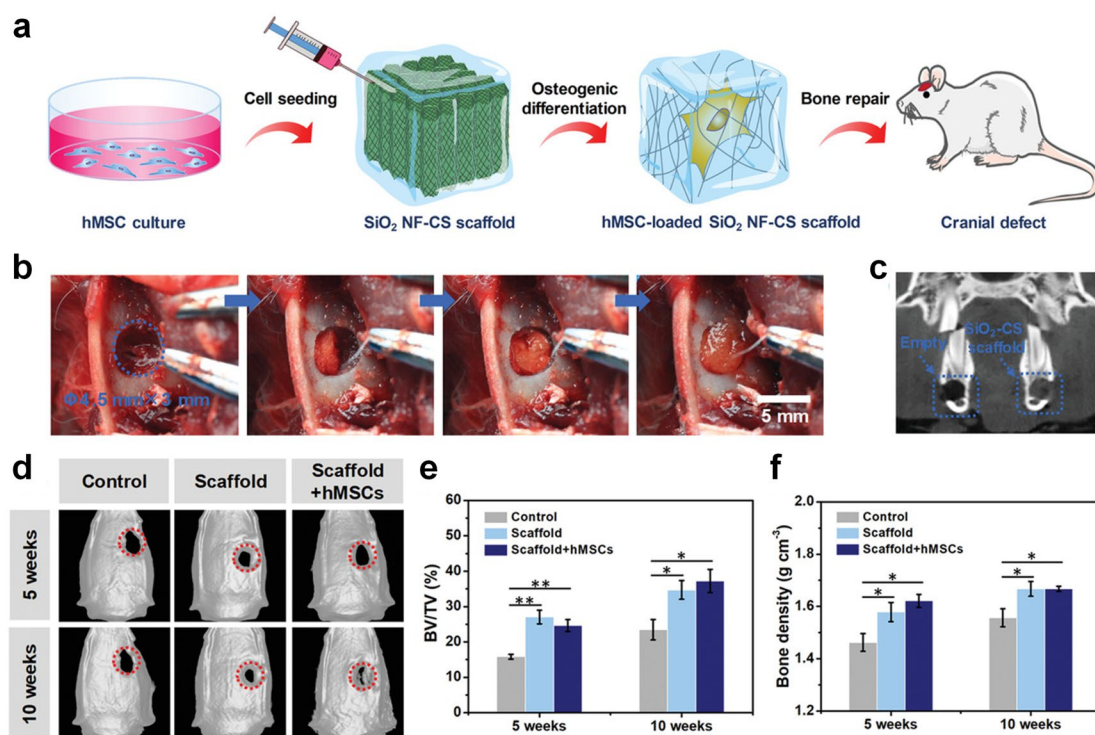 a
Cell seeding
Osteogenic
differentiation
Bone repair
hMSC culture
SiO₂ NF-CS scaffold
hMSC-loaded SiO₂ NF-CS scaffold
Cranial defect
b
Φ4.5 mm × 3 mm
5 mm
c
Empty
SiO₂-CS
scaffold
d
Control
Scaffold
Scaffold
+hMSCs
5 weeks
10 weeks
e
BV/TV (%)
60
50
40
30
20
10
0
Control
Scaffold
Scaffold+hMSCs
**
**
*
*
5 weeks
10 weeks
f
Bone density (g cm⁻³)
2.0
1.8
1.6
1.4
1.2
Control
Scaffold
Scaffold+hMSCs
*
*
*
*
5 weeks
10 weeks